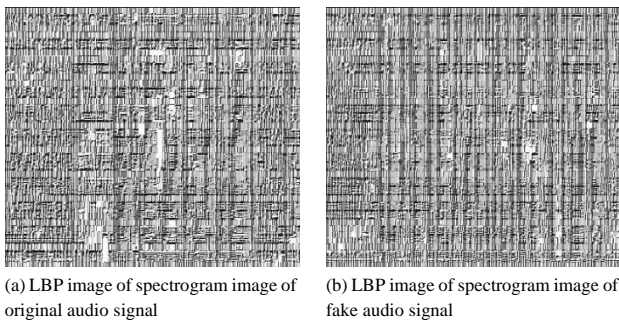 (a) LBP image of spectrogram image of
original audio signal
(b) LBP image of spectrogram image of
fake audio signal